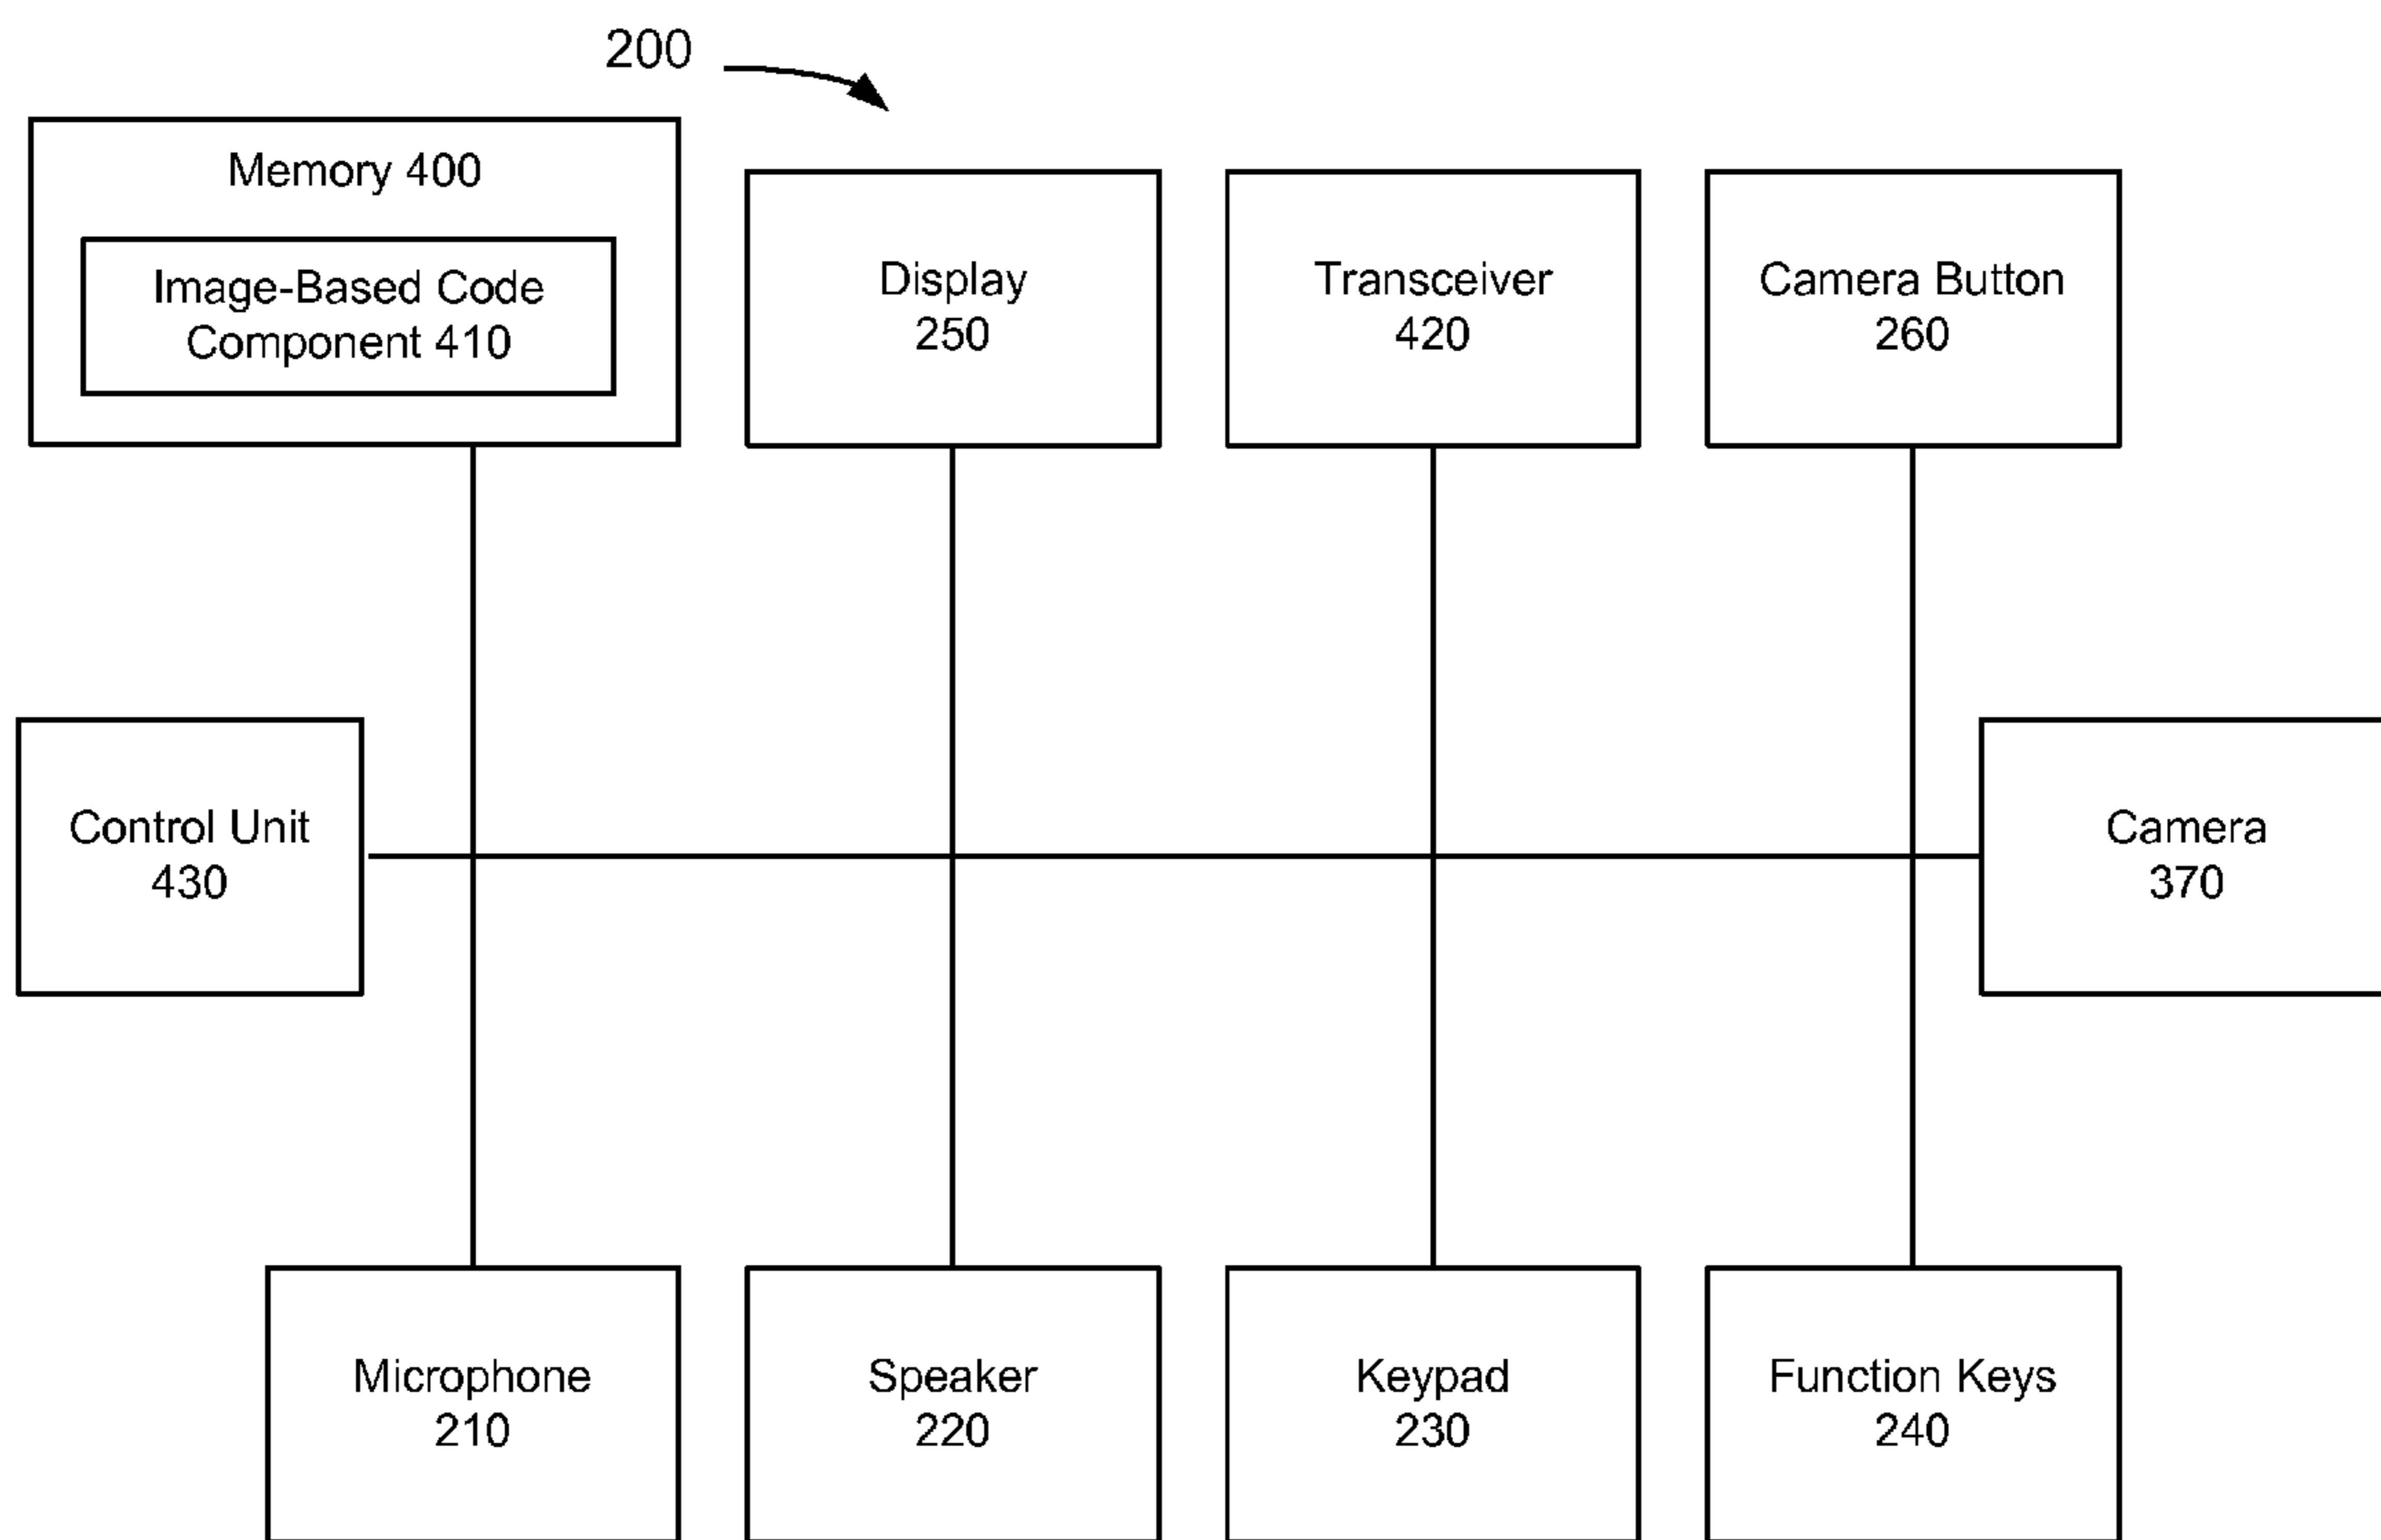 200
Memory 400
Image-Based Code
Component 410
Display
250
Transceiver
420
Camera Button
260
Control Unit
430
Camera
370
Microphone
210
Speaker
220
Keypad
230
Function Keys
240